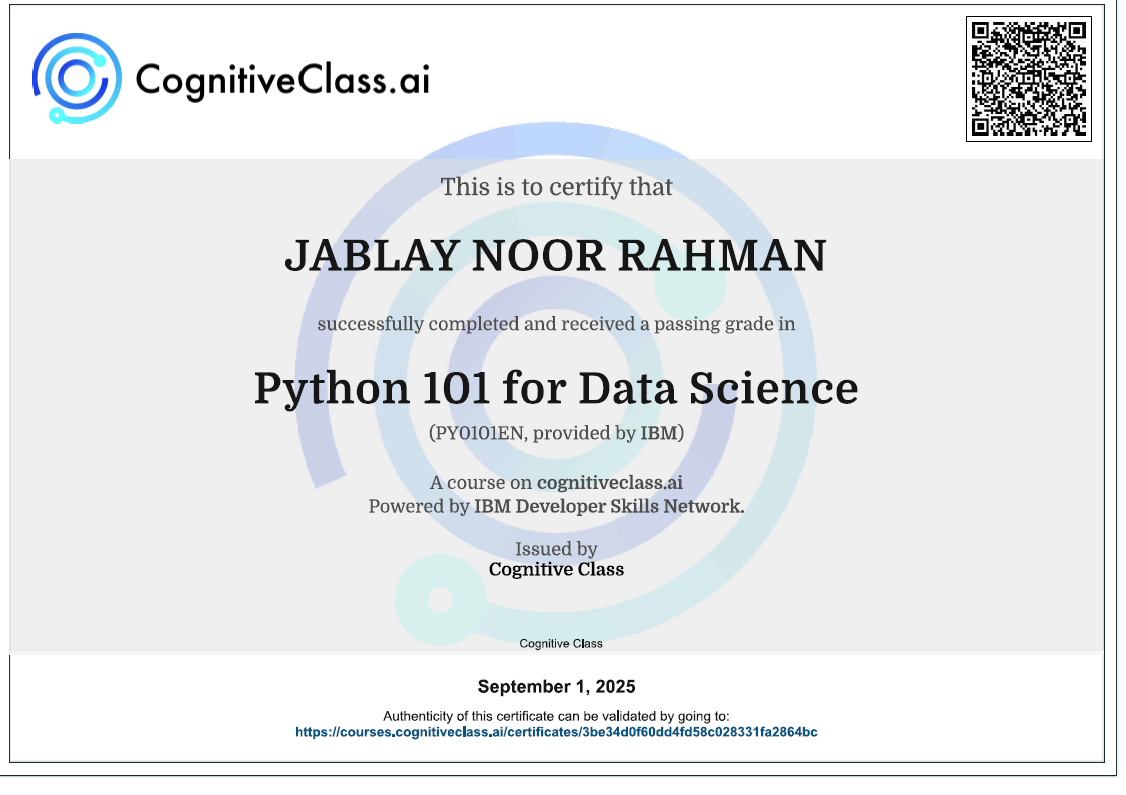 CognitiveClass.ai
This is to certify that
JABLAY NOOR RAHMAN
successfully completed and received a passing grade in
Python 101 for Data Science
(PY0101EN, provided by IBM)
A course on cognitiveclass.ai
Powered by IBM Developer Skills Network.
Issued by
Cognitive Class
Cognitive Class
September 1, 2025
Authenticity of this certificate can be validated by going to:
https://courses.cognitiveclass.ai/certificates/3be34d0f60dd4fd58c028331fa2864bc